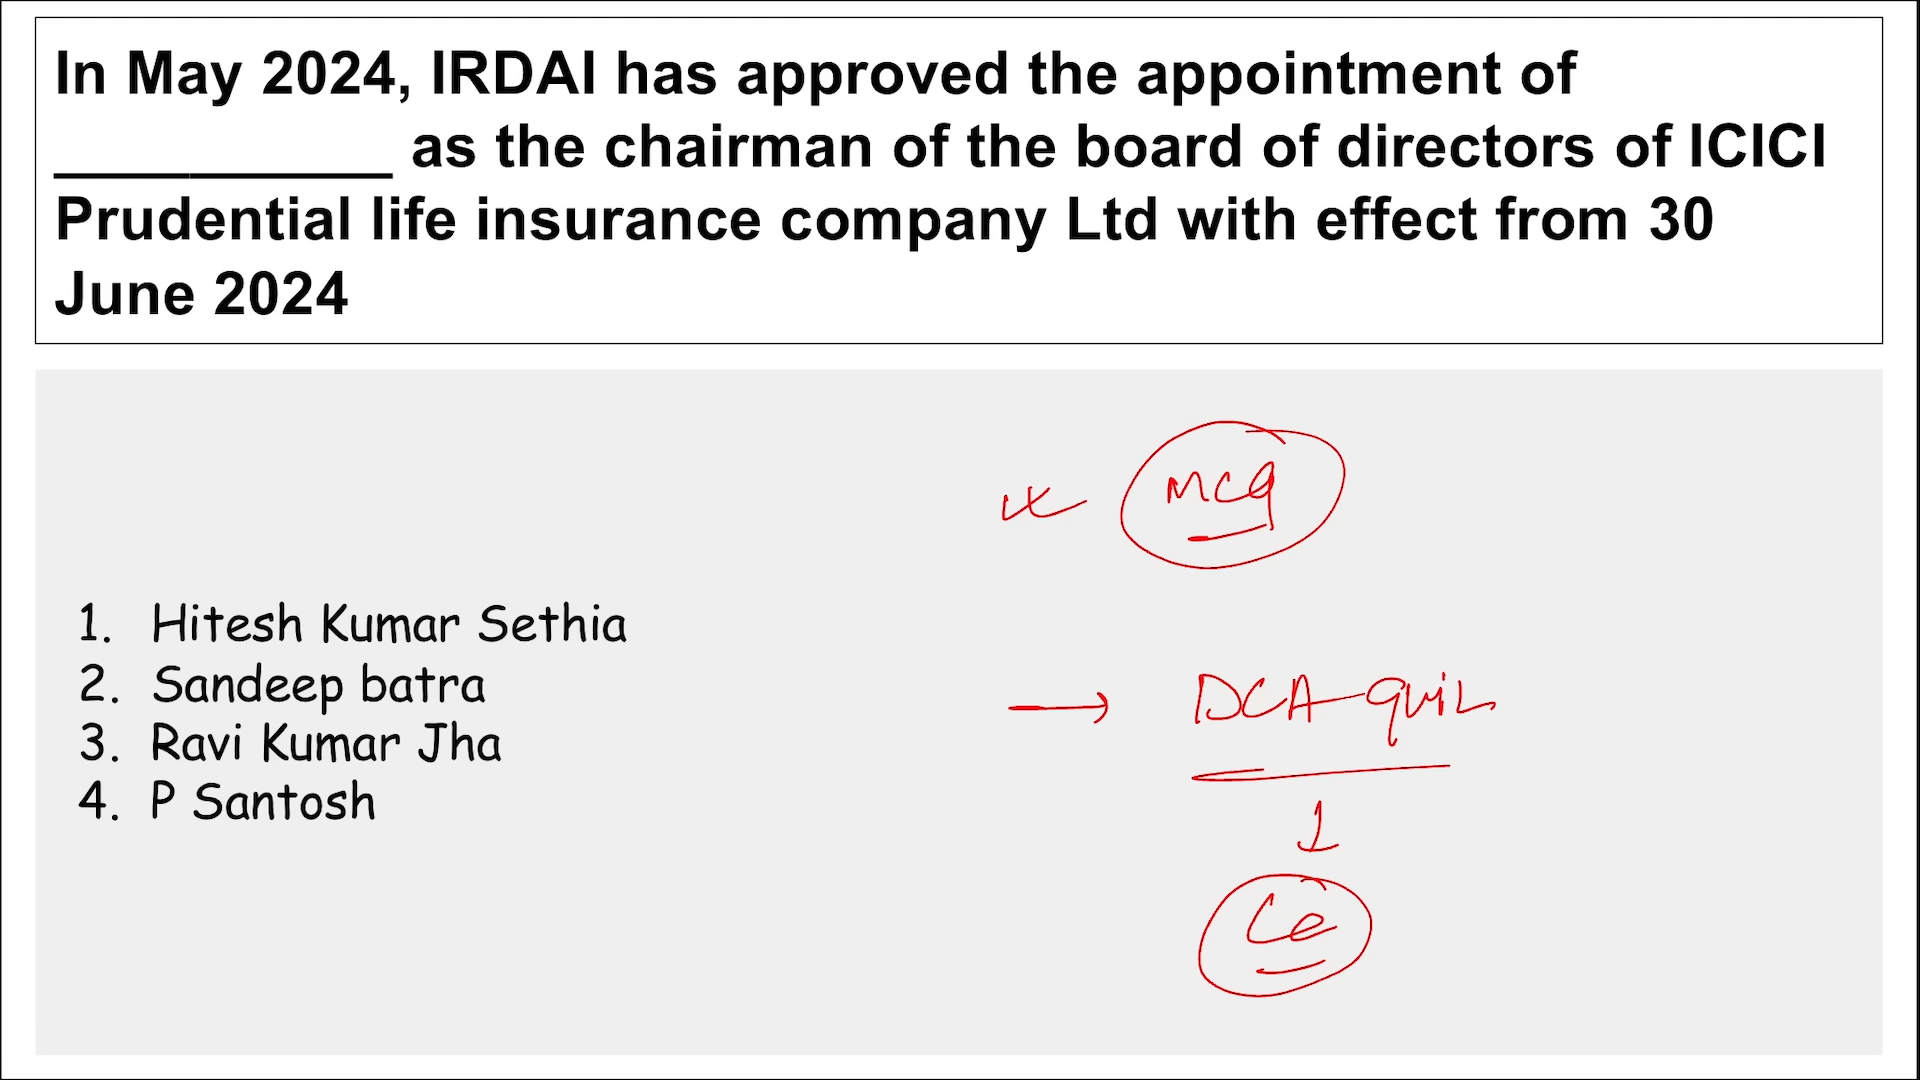 In May 2024, IRDAI has approved the appointment of
__________ as the chairman of the board of directors of ICICI
Prudential life insurance company Ltd with effect from 30
June 2024
MCQ
1. Hitesh Kumar Sethia
2. Sandeep batra
3. Ravi Kumar Jha
4. P Santosh
DCA